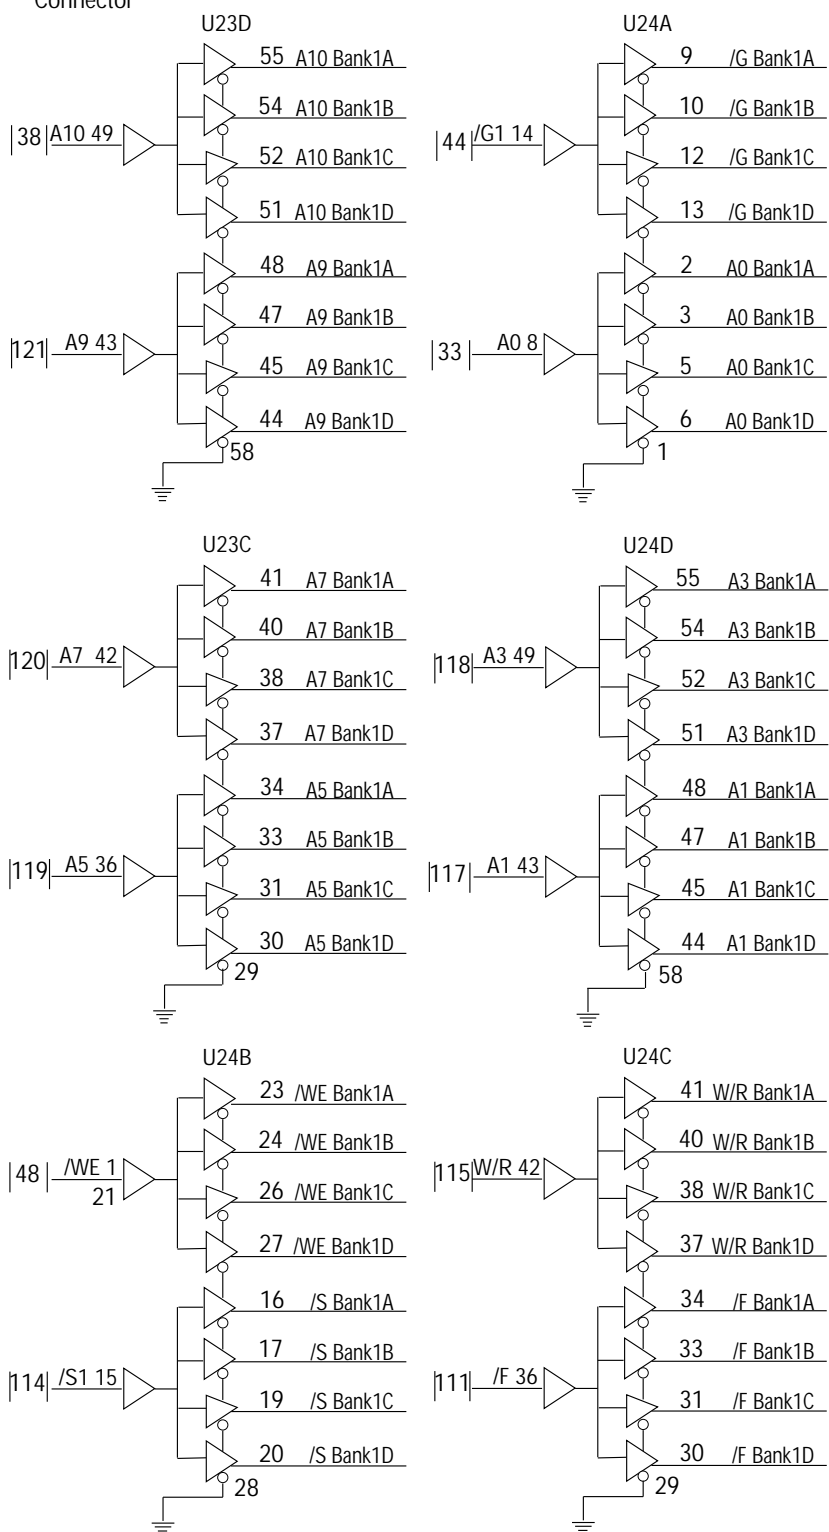 Connector
U23D
55 A10 Bank1A
54 A10 Bank1B
|38| A10 49
52 A10 Bank1C
51 A10 Bank1D
48 A9 Bank1A
47 A9 Bank1B
|121| A9 43
45 A9 Bank1C
44 A9 Bank1D
58
U24A
9 /G Bank1A
10 /G Bank1B
|44| /G1 14
12 /G Bank1C
13 /G Bank1D
2 A0 Bank1A
3 A0 Bank1B
|33| A0 8
5 A0 Bank1C
6 A0 Bank1D
1
U23C
41 A7 Bank1A
40 A7 Bank1B
|120| A7 42
38 A7 Bank1C
37 A7 Bank1D
34 A5 Bank1A
33 A5 Bank1B
|119| A5 36
31 A5 Bank1C
30 A5 Bank1D
29
U24D
55 A3 Bank1A
54 A3 Bank1B
|118| A3 49
52 A3 Bank1C
51 A3 Bank1D
48 A1 Bank1A
47 A1 Bank1B
|117| A1 43
45 A1 Bank1C
44 A1 Bank1D
58
U24B
23 /WE Bank1A
24 /WE Bank1B
|48| /WE 1
21
26 /WE Bank1C
27 /WE Bank1D
16 /S Bank1A
17 /S Bank1B
|114| /S1 15
19 /S Bank1C
20 /S Bank1D
28
U24C
41 W/R Bank1A
40 W/R Bank1B
|115| W/R 42
38 W/R Bank1C
37 W/R Bank1D
34 /F Bank1A
33 /F Bank1B
|111| /F 36
31 /F Bank1C
30 /F Bank1D
29